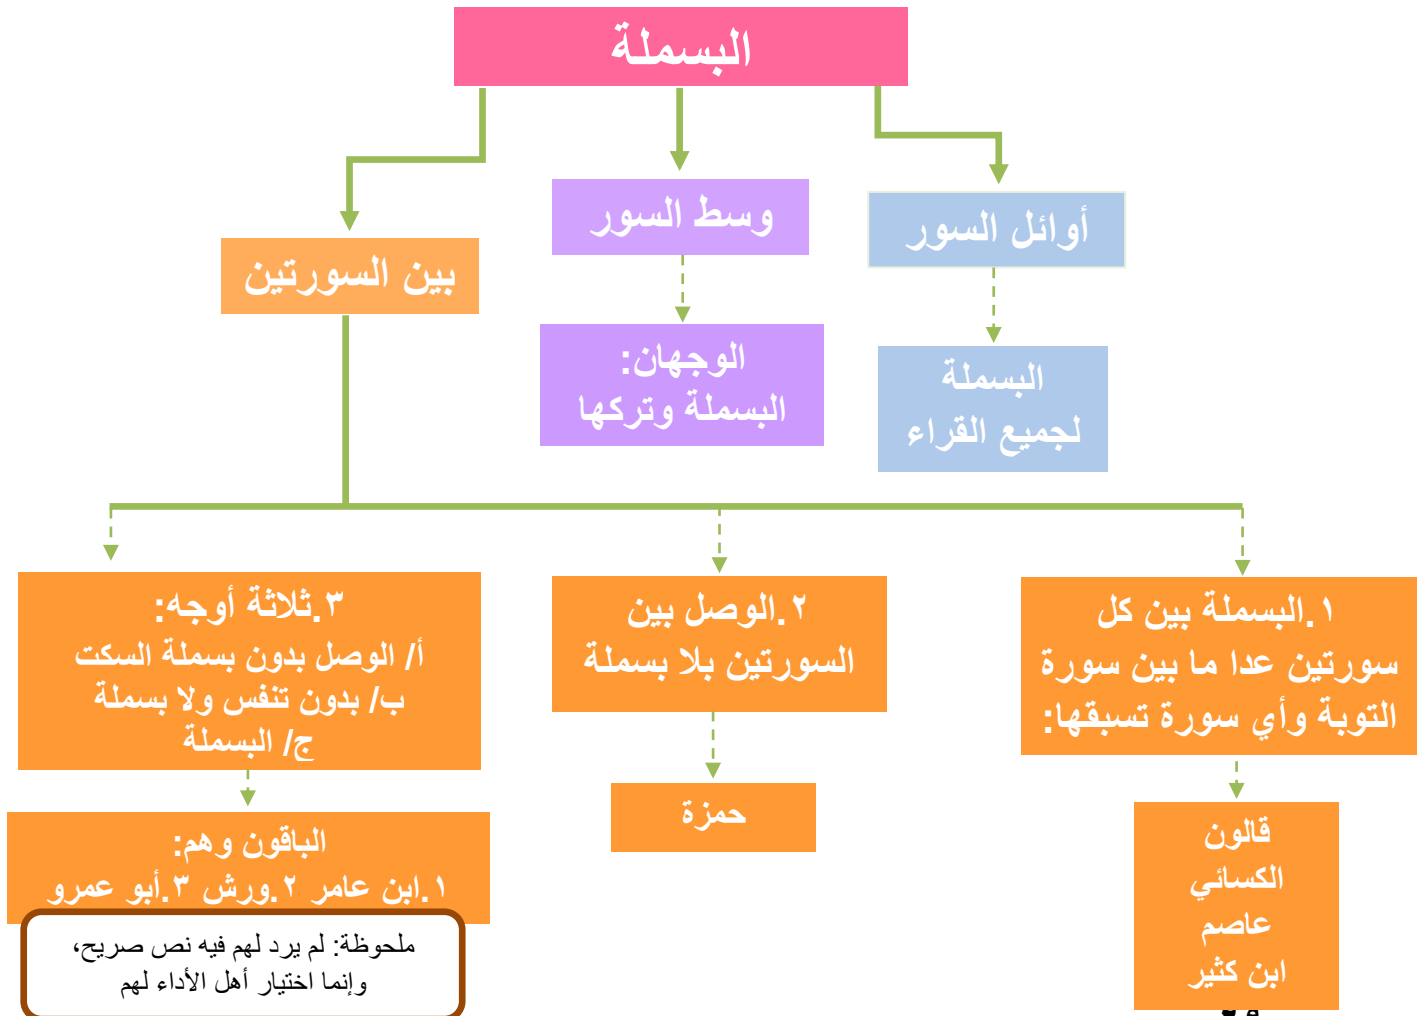 البسملة
أوائل السور
وسط السور
بين السورتين
البسملة
لجميع القراء
الوجهان:
البسملة وتركها
١.البسملة بين كل
سورتين عدا ما بين سورة
التوبة وأي سورة تسبقها:
٢.الوصل بين
السورتين بلا بسملة
٣.ثلاثة أوجه:
أ/ الوصل بدون بسملة السكت
ب/ بدون تنفس ولا بسملة
ج/ البسملة
قالون
الكسائي
عاصم
ابن كثير
حمزة
الباقون وهم:
١.ابن عامر ٢.ورش ٣.أبو عمرو
ملحوظة: لم يرد لهم فيه نص صريح،
وإنما اختيار أهل الأداء لهم